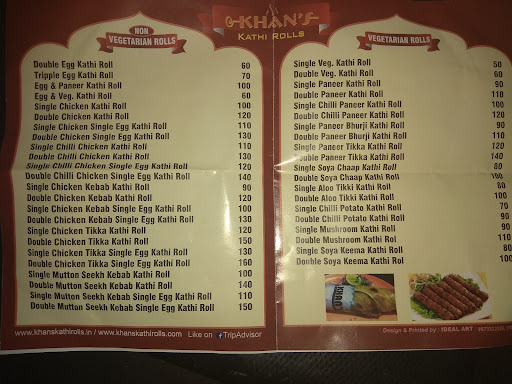 KHAN'S
KATHI ROLLS
NON
VEGETARIAN ROLLS
Double Egg Kathi Roll 60
Tripple Egg Kathi Roll 70
Egg & Paneer Kathi Roll 100
Egg & Veg. Kathi Roll 60
Single Chicken Kathi Roll 100
Double Chicken Kathi Roll 120
Single Chicken Single Egg Kathi Roll 110
Double Chicken Single Egg Kathi Roll 130
Single Chilli Chicken Kathi Roll 110
Double Chilli Chicken Kathi Roll 130
Single Chilli Chicken Single Egg Kathi Roll 120
Double Chilli Chicken Single Egg Kathi Roll 140
Single Chicken Kebab Kathi Roll 90
Double Chicken Kebab Kathi Roll 120
Single Chicken Kebab Single Egg Kathi Roll 100
Double Chicken Kebab Single Egg Kathi Roll 130
Single Chicken Tikka Kathi Roll 120
Double Chicken Tikka Kathi Roll 150
Single Chicken Tikka Single Egg Kathi Roll 130
Double Chicken Tikka Single Egg Kathi Roll 160
Single Mutton Seekh Kebab Kathi Roll 100
Double Mutton Seekh Kebab Kathi Roll 140
Single Mutton Seekh Kebab Single Egg Kathi Roll 110
Double Mutton Seekh Kebab Single Egg Kathi Roll 150
www.khanskathirolls.in / www.khanskathirolls.com Like on f TripAdvisor
VEGETARIAN ROLLS
Single Veg. Kathi Roll 50
Double Veg. Kathi Roll 60
Single Paneer Kathi Roll 90
Double Paneer Kathi Roll 110
Single Chilli Paneer Kathi Roll 100
Double Chilli Paneer Kathi Roll 120
Single Paneer Bhurji Kathi Roll 90
Double Paneer Bhurji Kathi Roll 110
Single Paneer Tikka Kathi Roll 120
Double Paneer Tikka Kathi Roll 140
Single Soya Chaap Kathi Roll 80
Double Soya Chaap Kathi Roll 100
Single Aloo Tikki Kathi Roll 80
Double Aloo Tikki Kathi Roll 100
Single Chilli Potato Kathi Roll 70
Double Chilli Potato Kathi Roll 90
Single Mushroom Kathi Roll 90
Double Mushroom Kathi Rol 110
Single Soya Keema Kathi Roll 80
Double Soya Keema Kathi Rol 100
KHAN'S
Design & Printed by : IDEAL ART